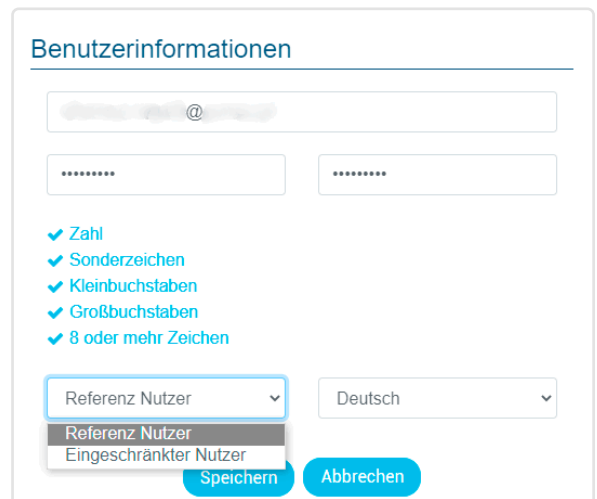 Benutzerinformationen
@
•••••••••
•••••••••
Zahl
Sonderzeichen
Kleinbuchstaben
Großbuchstaben
8 oder mehr Zeichen
Referenz Nutzer
Deutsch
Referenz Nutzer
Eingeschränkter Nutzer
Speichern
Abbrechen